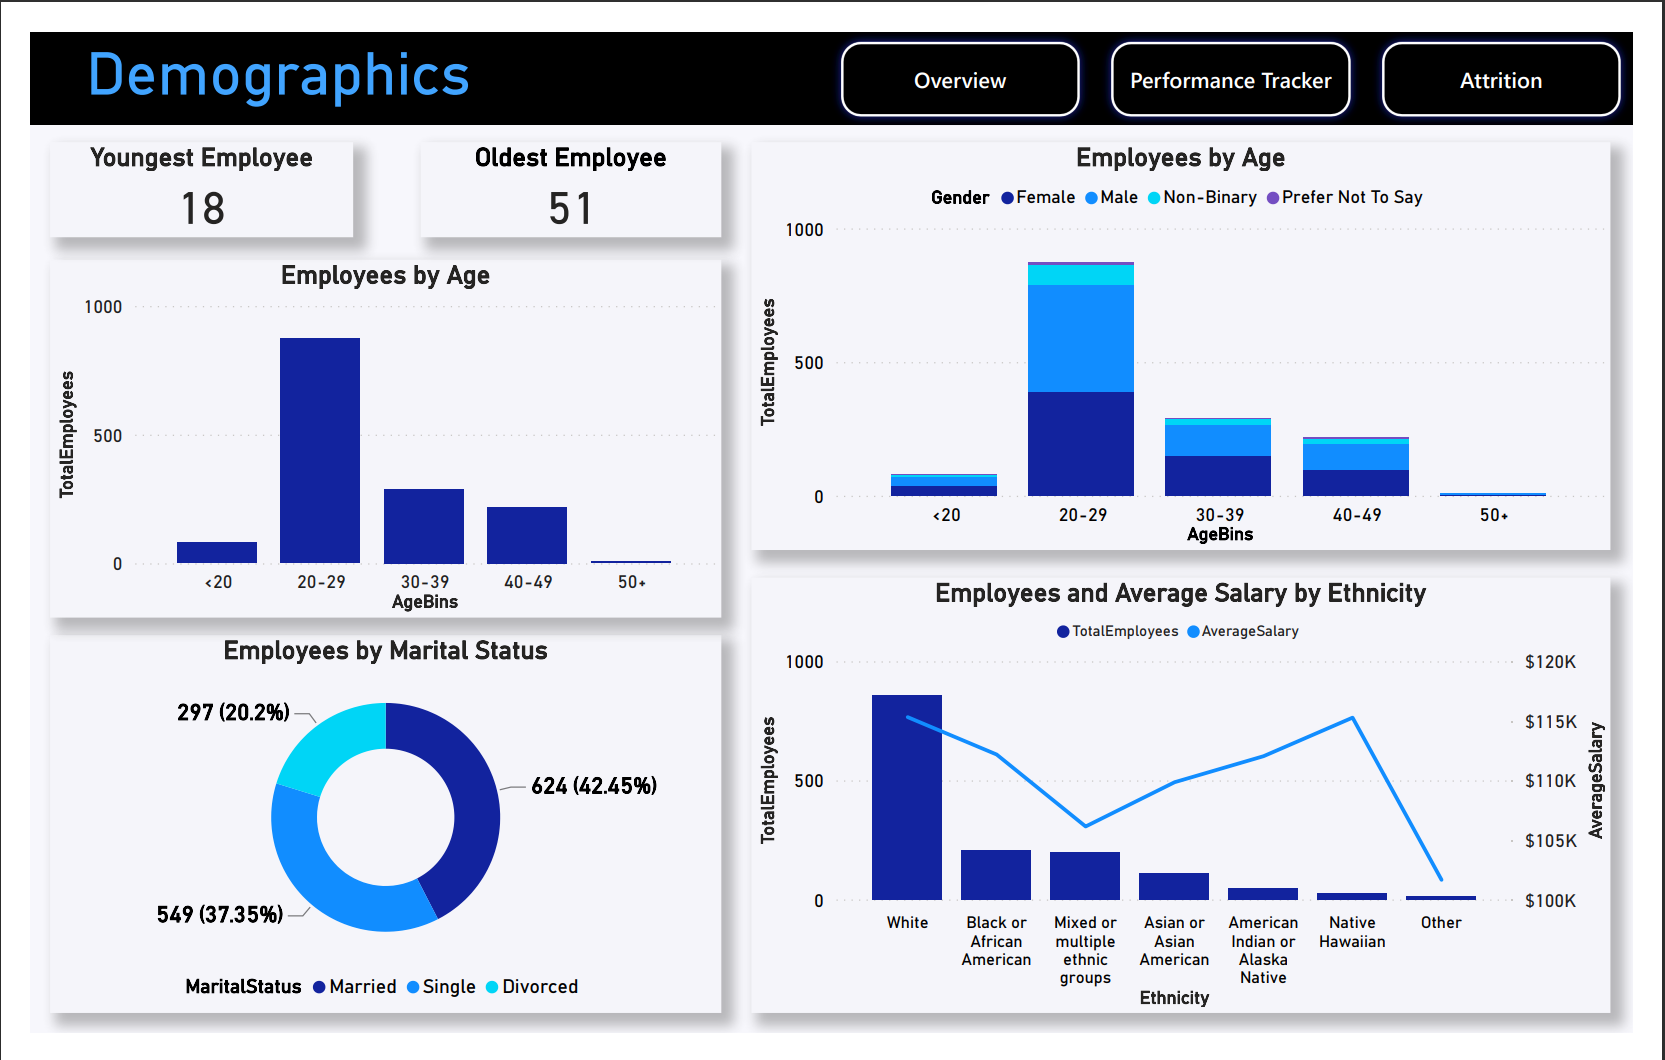 Demographics
Overview
Performance Tracker
Attrition
Youngest Employee
18
Oldest Employee
51
Employees by Age
TotalEmployees
1000
500
0
<20
20-29
30-39
40-49
50+
AgeBins
Employees by Marital Status
297 (20.2%)
624 (42.45%)
549 (37.35%)
MaritalStatus Married Single Divorced
Employees by Age
Gender Female Male Non-Binary Prefer Not To Say
TotalEmployees
1000
500
0
<20
20-29
30-39
40-49
50+
AgeBins
Employees and Average Salary by Ethnicity
TotalEmployees AverageSalary
TotalEmployees
1000
500
0
$120K
$115K
$110K
$105K
$100K
AverageSalary
White
Black or
African
American
Mixed or
multiple
ethnic
groups
Asian or
Asian
American
American
Indian or
Alaska
Native
Native
Hawaiian
Other
Ethnicity